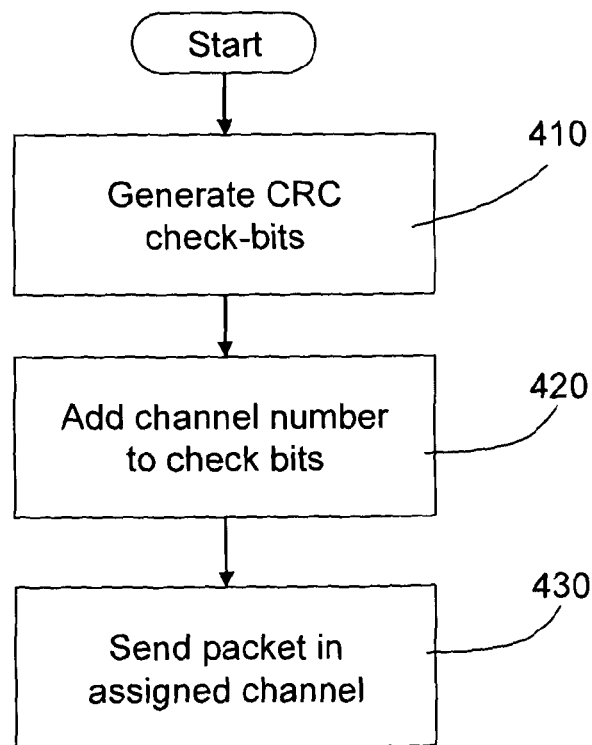 Start
410
Generate CRC
check-bits
420
Add channel number
to check bits
430
Send packet in
assigned channel